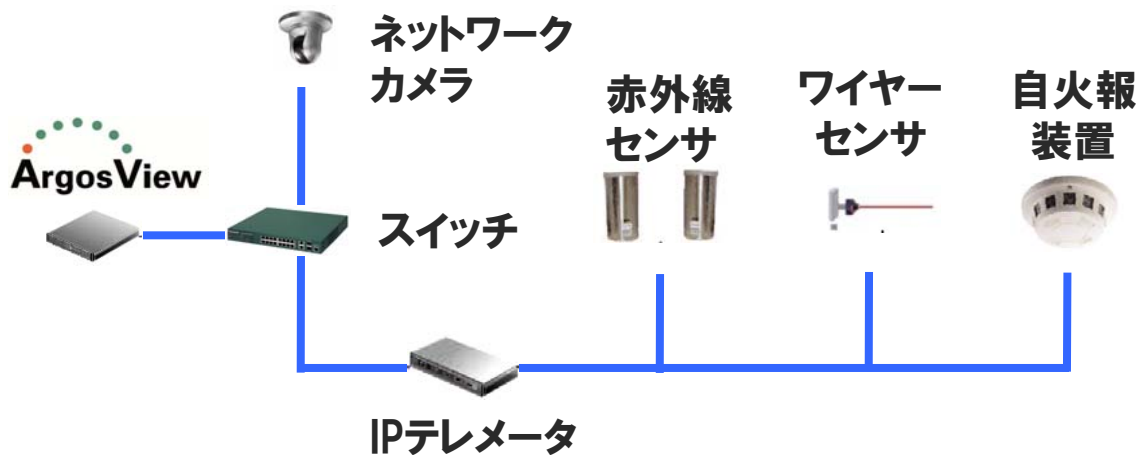 ネットワーク
カメラ
赤外線
センサ
ワイヤー
センサ
自火報
装置
ArgosView
スイッチ
IPテレメータ